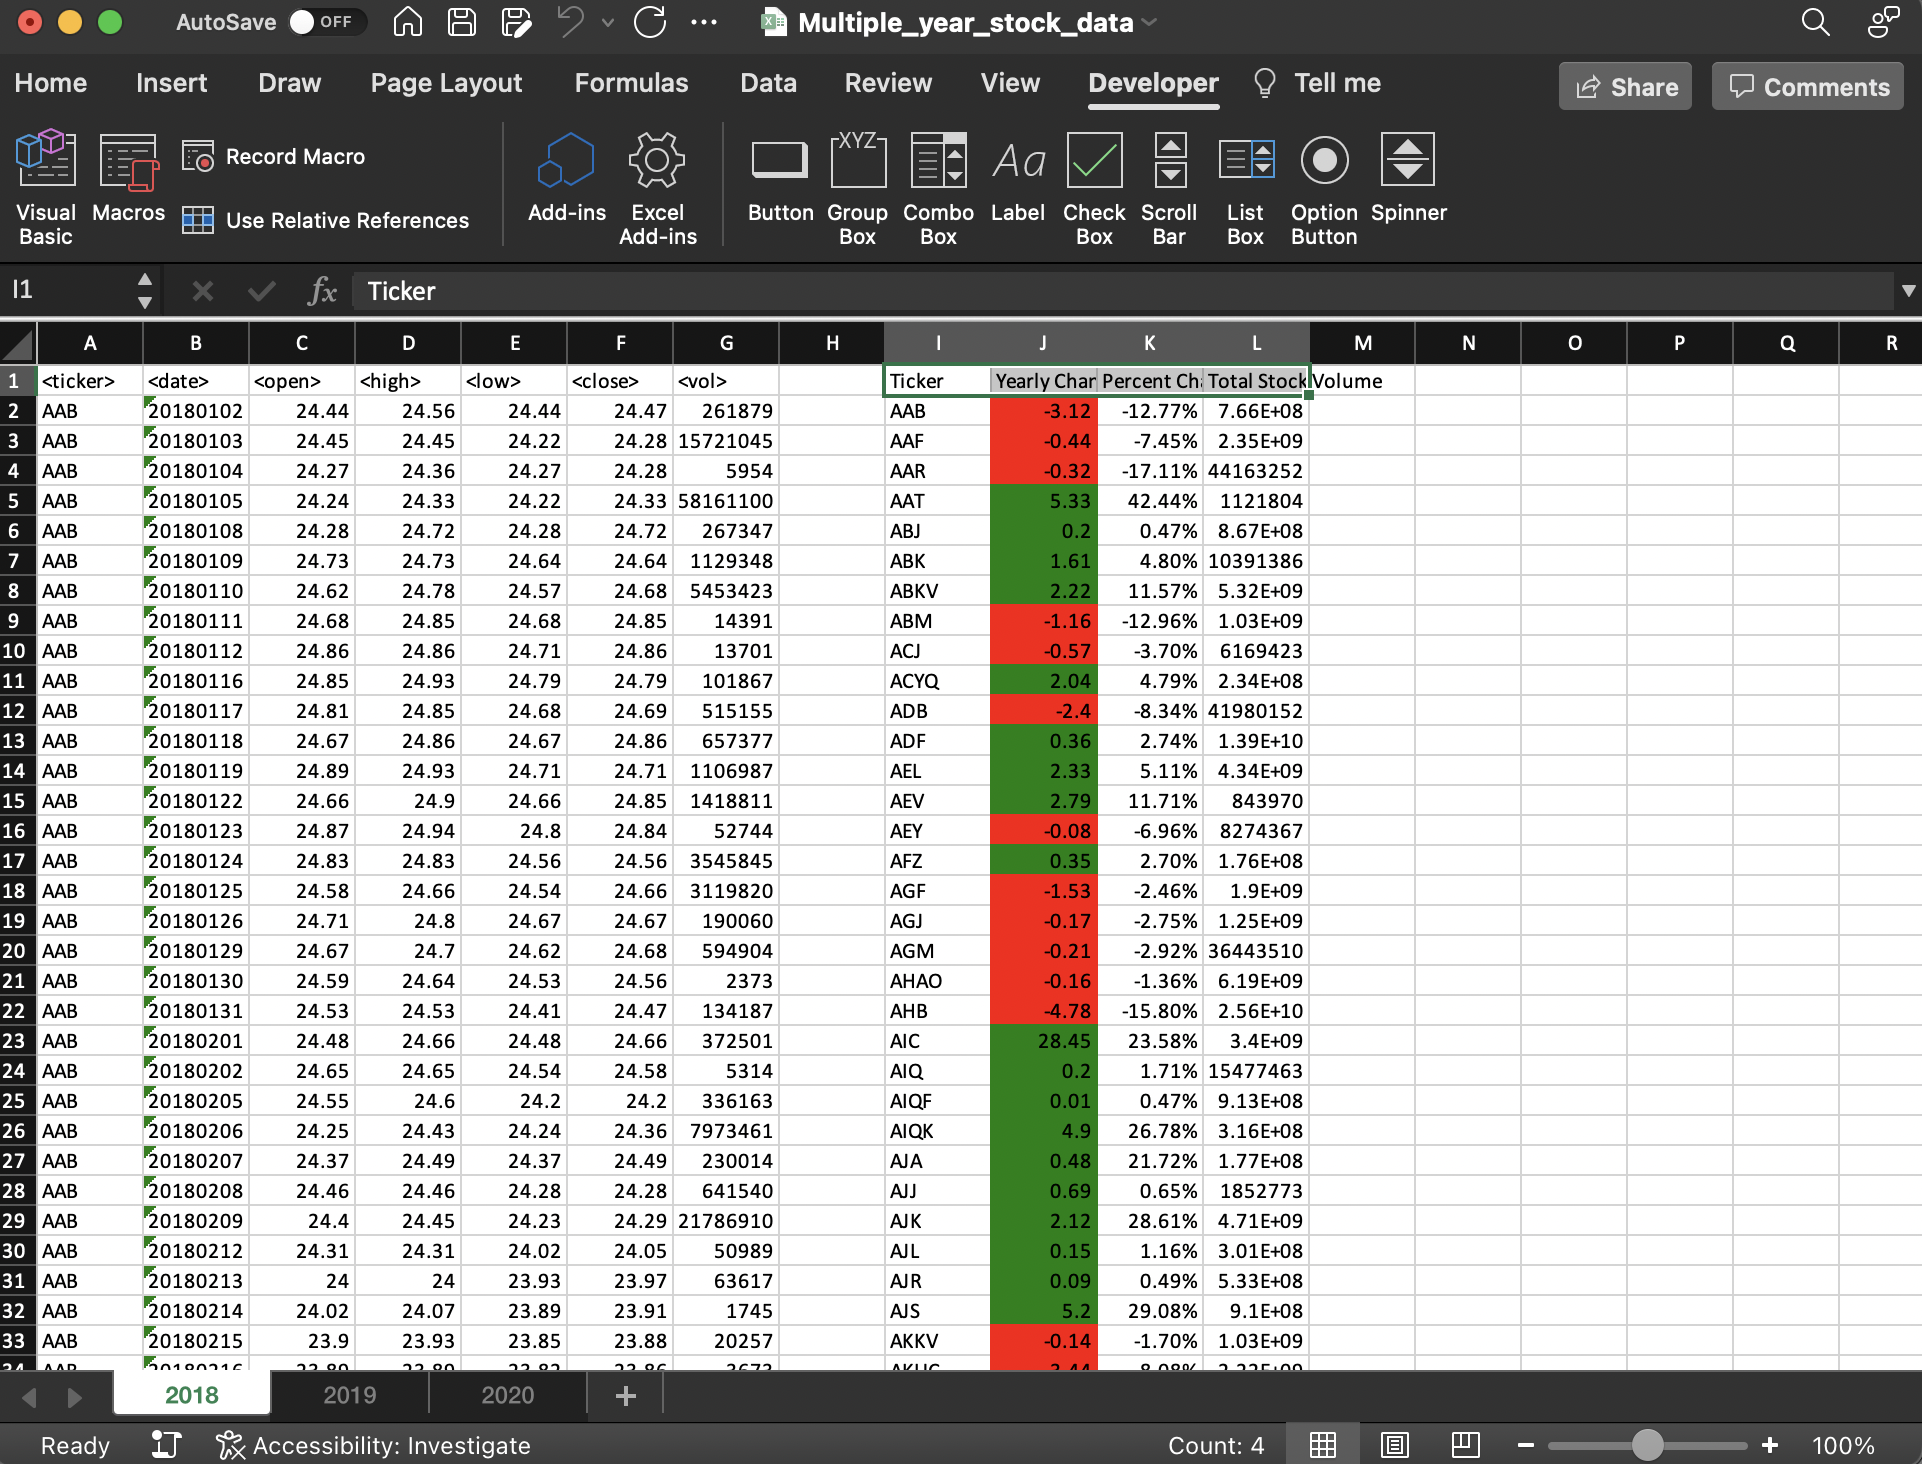 AutoSave OFF Multiple_year_stock_data
Home Insert Draw Page Layout Formulas Data Review View Developer Tell me Share Comments
Visual Basic
Macros
Record Macro
Use Relative References
Add-ins
Excel Add-ins
Button
XYZ
Group Box
Combo Box
Aa
Label
Check Box
Scroll Bar
List Box
Option Button
Spinner
I1 fx Ticker
A B C D E F G H I J K L M N O P Q R
1 <ticker> <date> <open> <high> <low> <close> <vol> Ticker Yearly Chan Percent Cha Total Stock Volume
2 AAB 20180102 24.44 24.56 24.44 24.47 261879 AAB -3.12 -12.77% 7.66E+08
3 AAB 20180103 24.45 24.45 24.22 24.28 15721045 AAF -0.44 -7.45% 2.35E+09
4 AAB 20180104 24.27 24.36 24.27 24.28 5954 AAR -0.32 -17.11% 44163252
5 AAB 20180105 24.24 24.33 24.22 24.33 58161100 AAT 5.33 42.44% 1121804
6 AAB 20180108 24.28 24.72 24.28 24.72 267347 ABJ 0.2 0.47% 8.67E+08
7 AAB 20180109 24.73 24.73 24.64 24.64 1129348 ABK 1.61 4.80% 10391386
8 AAB 20180110 24.62 24.78 24.57 24.68 5453423 ABKV 2.22 11.57% 5.32E+09
9 AAB 20180111 24.68 24.85 24.68 24.85 14391 ABM -1.16 -12.96% 1.03E+09
10 AAB 20180112 24.86 24.86 24.71 24.86 13701 ACJ -0.57 -3.70% 6169423
11 AAB 20180116 24.85 24.93 24.79 24.79 101867 ACYQ 2.04 4.79% 2.34E+08
12 AAB 20180117 24.81 24.85 24.68 24.69 515155 ADB -2.4 -8.34% 41980152
13 AAB 20180118 24.67 24.86 24.67 24.86 657377 ADF 0.36 2.74% 1.39E+10
14 AAB 20180119 24.89 24.93 24.71 24.71 1106987 AEL 2.33 5.11% 4.34E+09
15 AAB 20180122 24.66 24.9 24.66 24.85 1418811 AEV 2.79 11.71% 843970
16 AAB 20180123 24.87 24.94 24.8 24.84 52744 AEY -0.08 -6.96% 8274367
17 AAB 20180124 24.83 24.83 24.56 24.56 3545845 AFZ 0.35 2.70% 1.76E+08
18 AAB 20180125 24.58 24.66 24.54 24.66 3119820 AGF -1.53 -2.46% 1.9E+09
19 AAB 20180126 24.71 24.8 24.67 24.67 190060 AGJ -0.17 -2.75% 1.25E+09
20 AAB 20180129 24.67 24.7 24.62 24.68 594904 AGM -0.21 -2.92% 36443510
21 AAB 20180130 24.59 24.64 24.53 24.56 2373 AHAO -0.16 -1.36% 6.19E+09
22 AAB 20180131 24.53 24.53 24.41 24.47 134187 AHB -4.78 -15.80% 2.56E+10
23 AAB 20180201 24.48 24.66 24.48 24.66 372501 AIC 28.45 23.58% 3.4E+09
24 AAB 20180202 24.65 24.65 24.54 24.58 5314 AIQ 0.2 1.71% 15477463
25 AAB 20180205 24.55 24.6 24.2 24.2 336163 AIQF 0.01 0.47% 9.13E+08
26 AAB 20180206 24.25 24.43 24.24 24.36 7973461 AIQK 4.9 26.78% 3.16E+08
27 AAB 20180207 24.37 24.49 24.37 24.49 230014 AJA 0.48 21.72% 1.77E+08
28 AAB 20180208 24.46 24.46 24.28 24.28 641540 AJJ 0.69 0.65% 1852773
29 AAB 20180209 24.4 24.45 24.23 24.29 21786910 AJK 2.12 28.61% 4.71E+09
30 AAB 20180212 24.31 24.31 24.02 24.05 50989 AJL 0.15 1.16% 3.01E+08
31 AAB 20180213 24 24 23.93 23.97 63617 AJR 0.09 0.49% 5.33E+08
32 AAB 20180214 24.02 24.07 23.89 23.91 1745 AJS 5.2 29.08% 9.1E+08
33 AAB 20180215 23.9 23.93 23.85 23.88 20257 AKKV -0.14 -1.70% 1.03E+09
2018 2019 2020 +
Ready Accessibility: Investigate Count: 4 100%